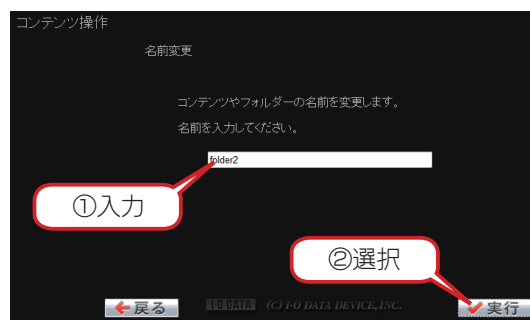 コンテンツ操作
名前変更
コンテンツやフォルダーの名前を変更します。
名前を入力してください。
folder2
①入力
②選択
戻る
I-O DATA (C) I-O DATA DEVICE, INC.
実行